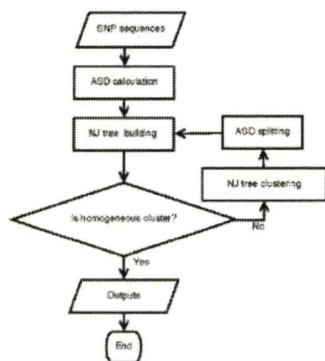 SNP sequences
ASD calculation
NJ tree building
ASD splitting
NJ tree clustering
Is homogeneous cluster?
No
Yes
Outputs
End